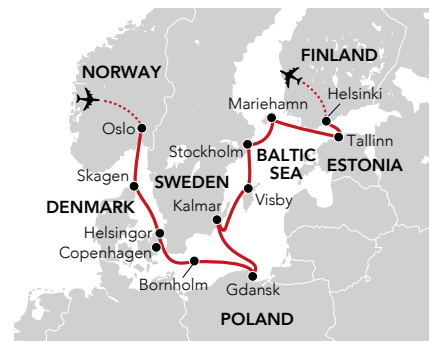 FINLAND
NORWAY
Helsinki
Mariehamn
Oslo
Tallinn
Stockholm
BALTIC
SEA
ESTONIA
Skagen
SWEDEN
Visby
DENMARK
Kalmar
Helsingor
Copenhagen
Bornholm
Gdansk
POLAND